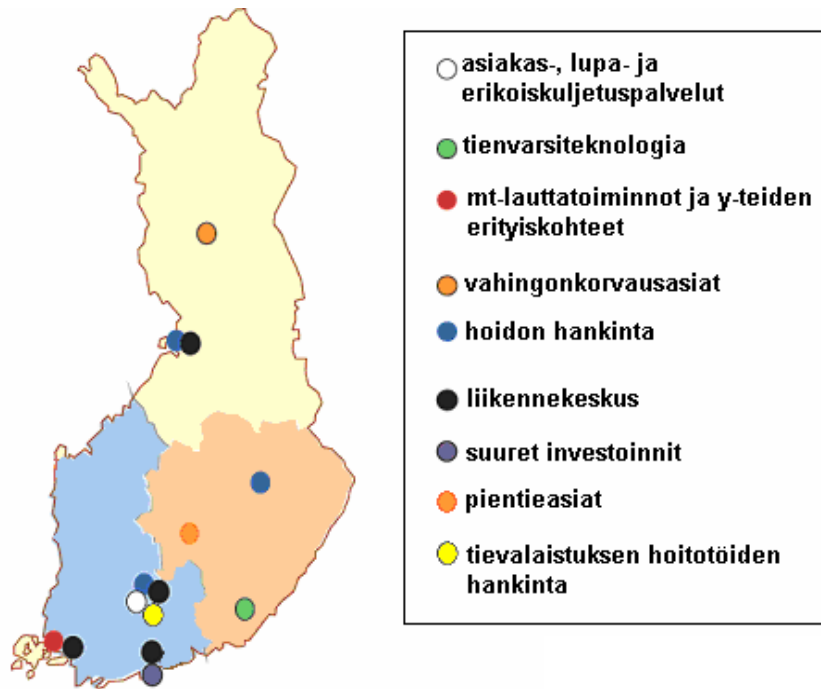 asiakas-, lupa- ja
erikoiskuljetuspalvelut
tienvarsiteknologia
mt-lauttatoiminnot ja y-teiden
erityiskohteet
vahingonkorvausasiat
hoidon hankinta
liikennekeskus
suuret investoinnit
pientieasiat
tievalaistuksen hoitotöiden
hankinta